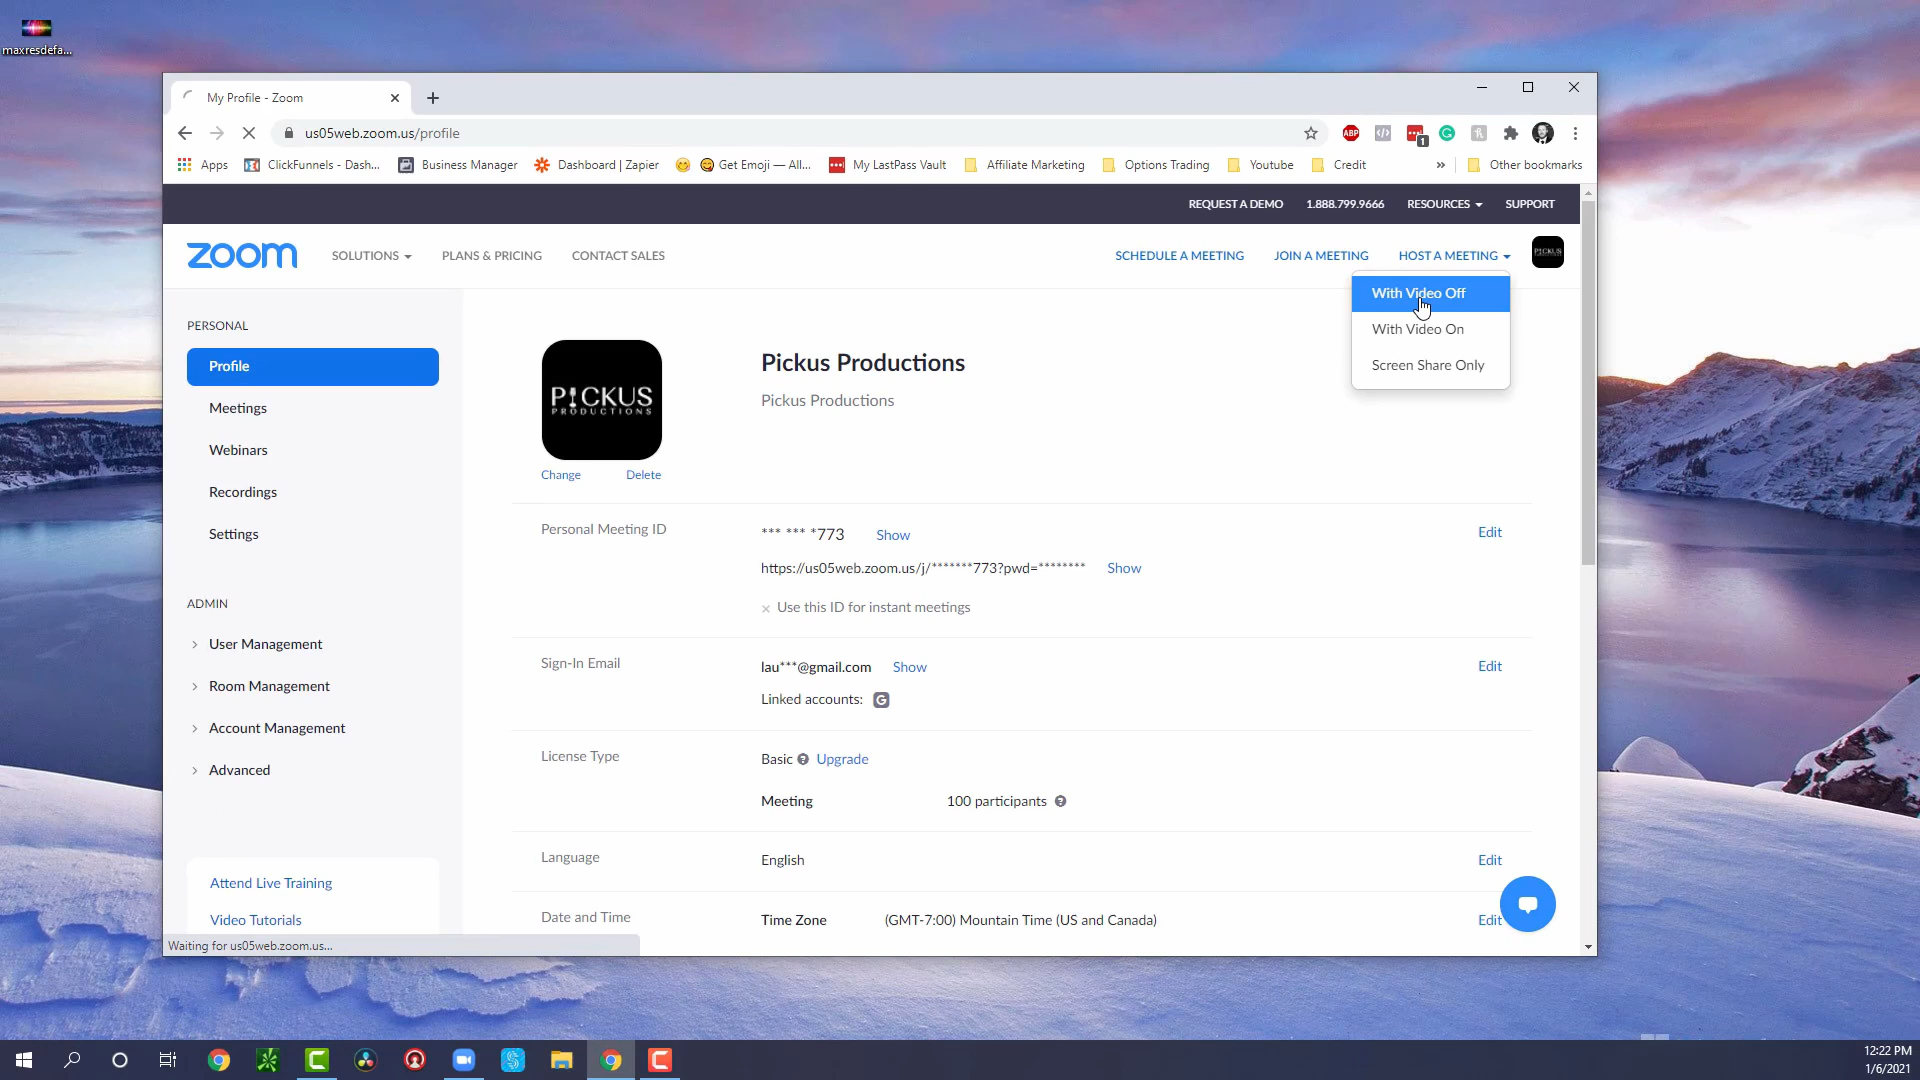 maxresdefa...
My Profile - Zoom
us05web.zoom.us/profile
ABP
1
Apps
ClickFunnels - Dash...
Business Manager
Dashboard | Zapier
Get Emoji — All...
My LastPass Vault
Affiliate Marketing
Options Trading
Youtube
Credit
»
Other bookmarks
REQUEST A DEMO
1.888.799.9666
RESOURCES
SUPPORT
zoom
SOLUTIONS
PLANS & PRICING
CONTACT SALES
SCHEDULE A MEETING
JOIN A MEETING
HOST A MEETING
PICKUS
With Video Off
With Video On
Screen Share Only
PERSONAL
Profile
Meetings
Webinars
Recordings
Settings
ADMIN
User Management
Room Management
Account Management
Advanced
Attend Live Training
Video Tutorials
PICKUS
PRODUCTIONS
Change
Delete
Pickus Productions
Pickus Productions
Personal Meeting ID
*** *** *773 Show
Edit
https://us05web.zoom.us/j/*******773?pwd=******** Show
× Use this ID for instant meetings
Sign-In Email
lau***@gmail.com Show
Edit
Linked accounts: G
License Type
Basic ? Upgrade
Meeting
100 participants ?
Language
English
Edit
Date and Time
Time Zone
(GMT-7:00) Mountain Time (US and Canada)
Edit
Waiting for us05web.zoom.us...
12:22 PM
1/6/2021